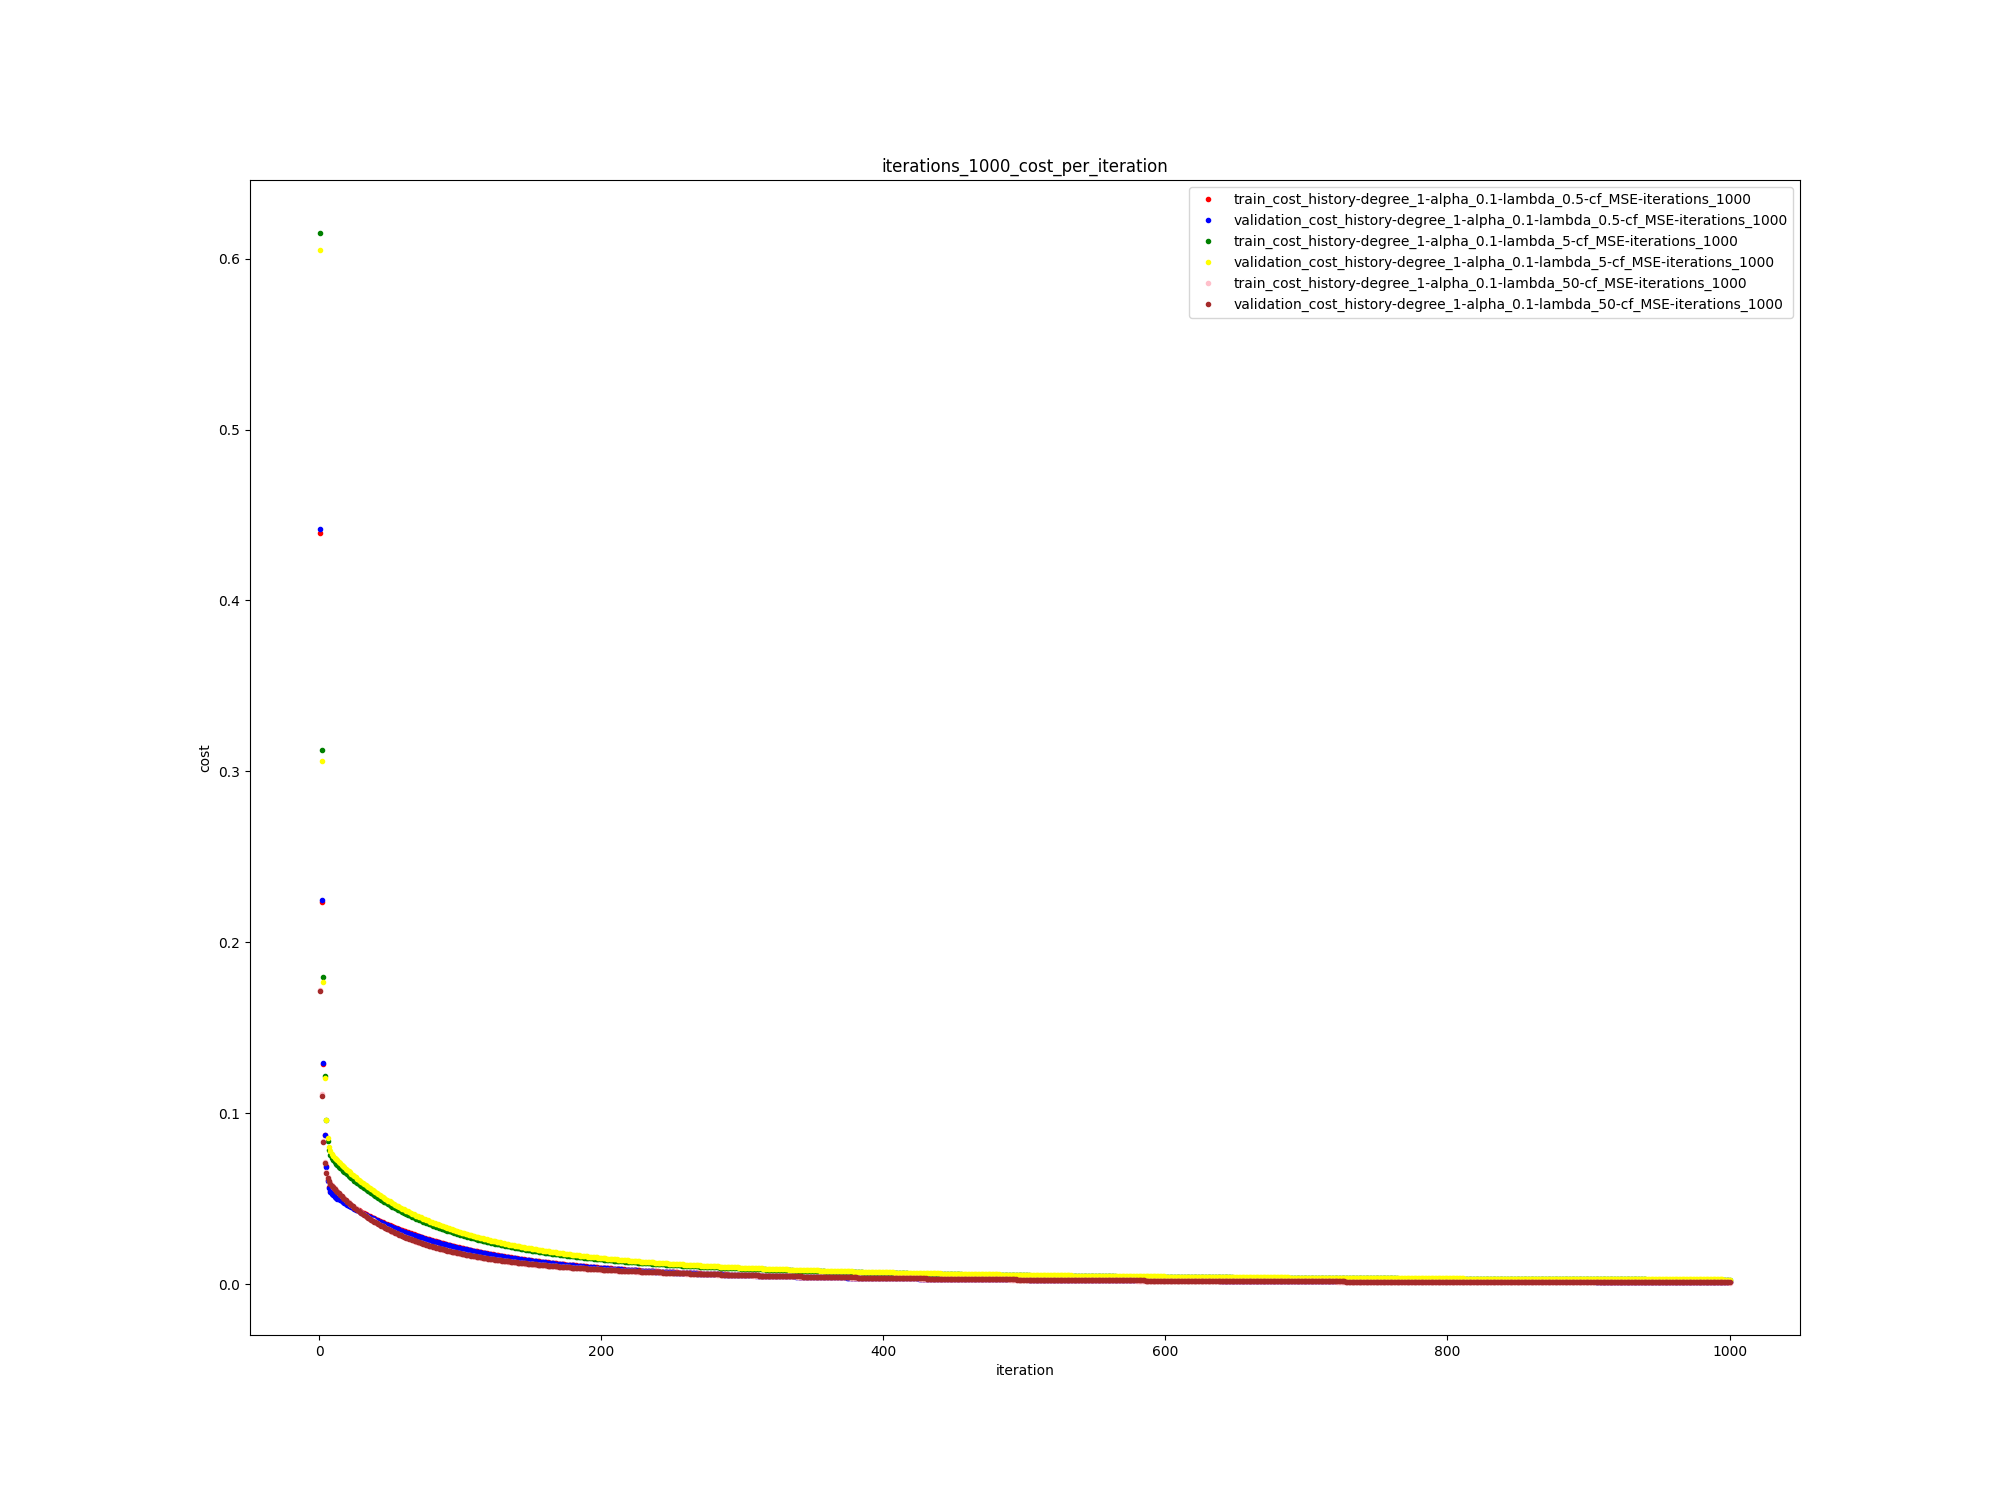 iterations_1000_cost_per_iteration
train_cost_history-degree_1-alpha_0.1-lambda_0.5-cf_MSE-iterations_1000
validation_cost_history-degree_1-alpha_0.1-lambda_0.5-cf_MSE-iterations_1000
train_cost_history-degree_1-alpha_0.1-lambda_5-cf_MSE-iterations_1000
validation_cost_history-degree_1-alpha_0.1-lambda_5-cf_MSE-iterations_1000
train_cost_history-degree_1-alpha_0.1-lambda_50-cf_MSE-iterations_1000
validation_cost_history-degree_1-alpha_0.1-lambda_50-cf_MSE-iterations_1000
0.6
0.5
0.4
0.3
0.2
0.1
0.0
cost
0 200 400 600 800 1000
iteration